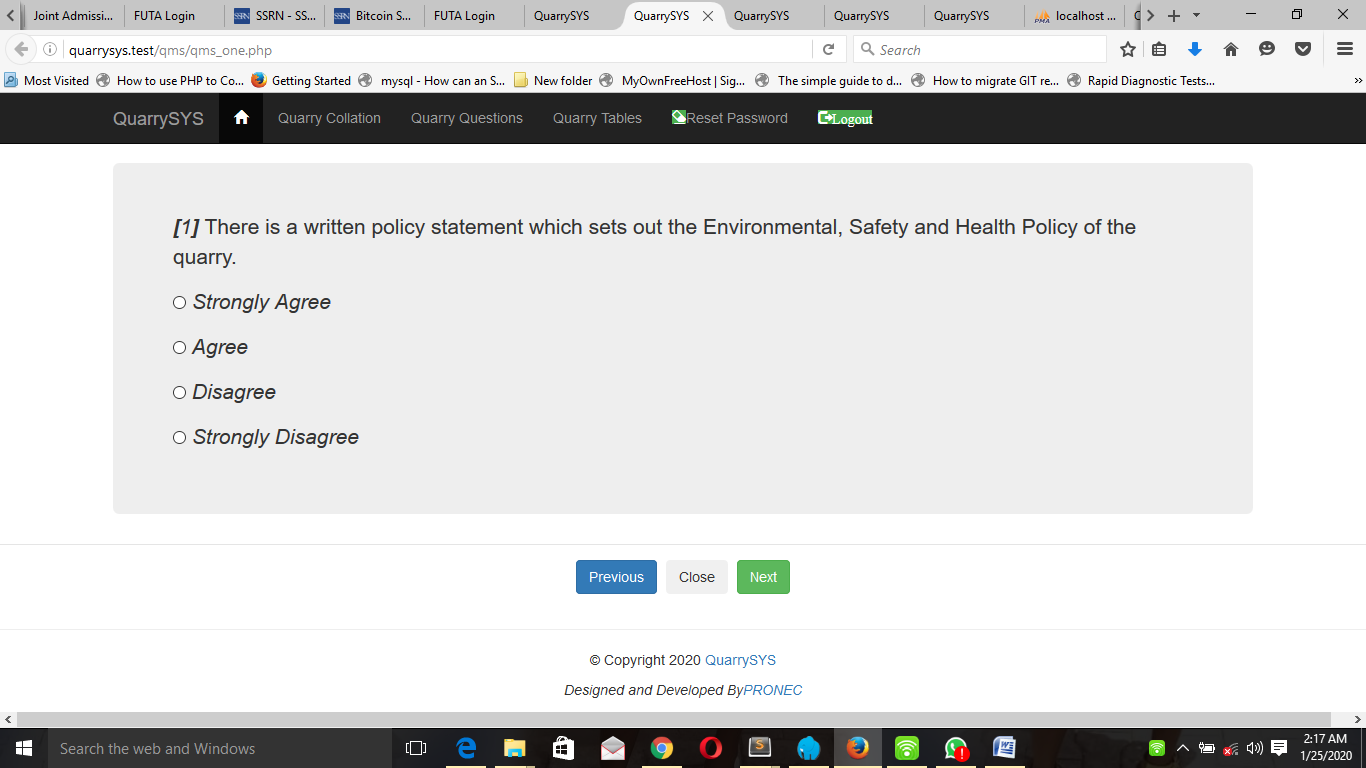 Joint Admissi... FUTA Login SSRN - SS... Bitcoin S... FUTA Login QuarrySYS QuarrySYS QuarrySYS QuarrySYS QuarrySYS localhost ...
quarrysys.test/qms/qms_one.php Search
Most Visited How to use PHP to Co... Getting Started mysql - How can an S... New folder MyOwnFreeHost | Sig... The simple guide to d... How to migrate GIT re... Rapid Diagnostic Tests...
QuarrySYS Quarry Collation Quarry Questions Quarry Tables Reset Password Logout
[1] There is a written policy statement which sets out the Environmental, Safety and Health Policy of the
quarry.
Strongly Agree
Agree
Disagree
Strongly Disagree
Previous Close Next
© Copyright 2020 QuarrySYS
Designed and Developed ByPRONEC
Search the web and Windows
2:17 AM
1/25/2020